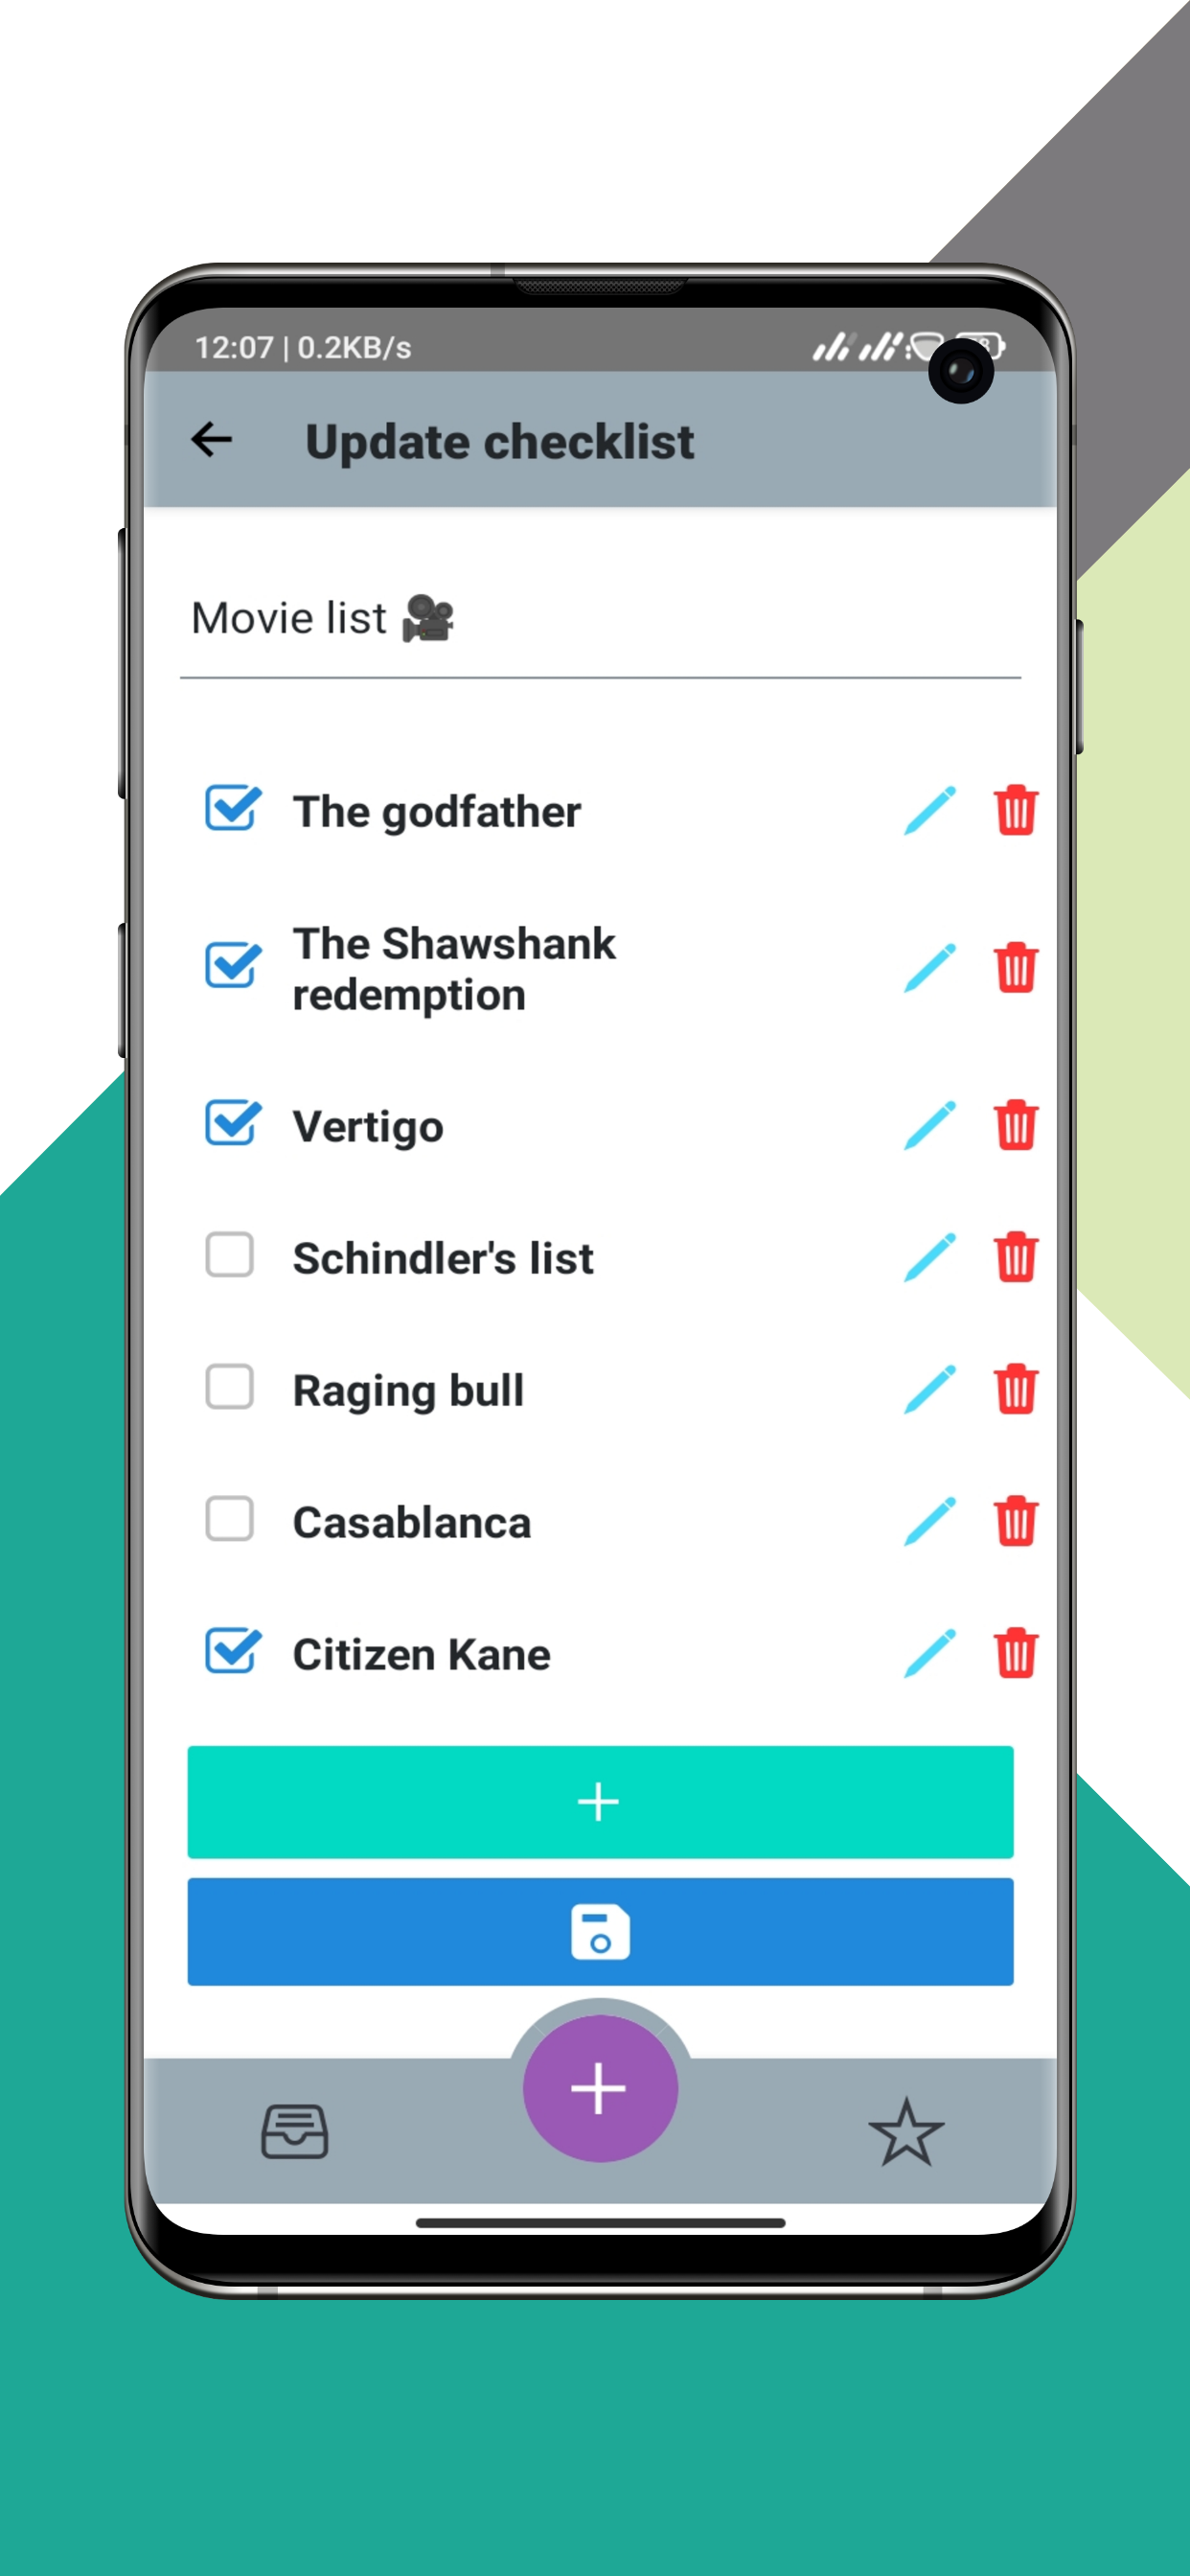 12:07 | 0.2KB/s
Update checklist
Movie list 🎥
The godfather
The Shawshank
redemption
Vertigo
Schindler's list
Raging bull
Casablanca
Citizen Kane